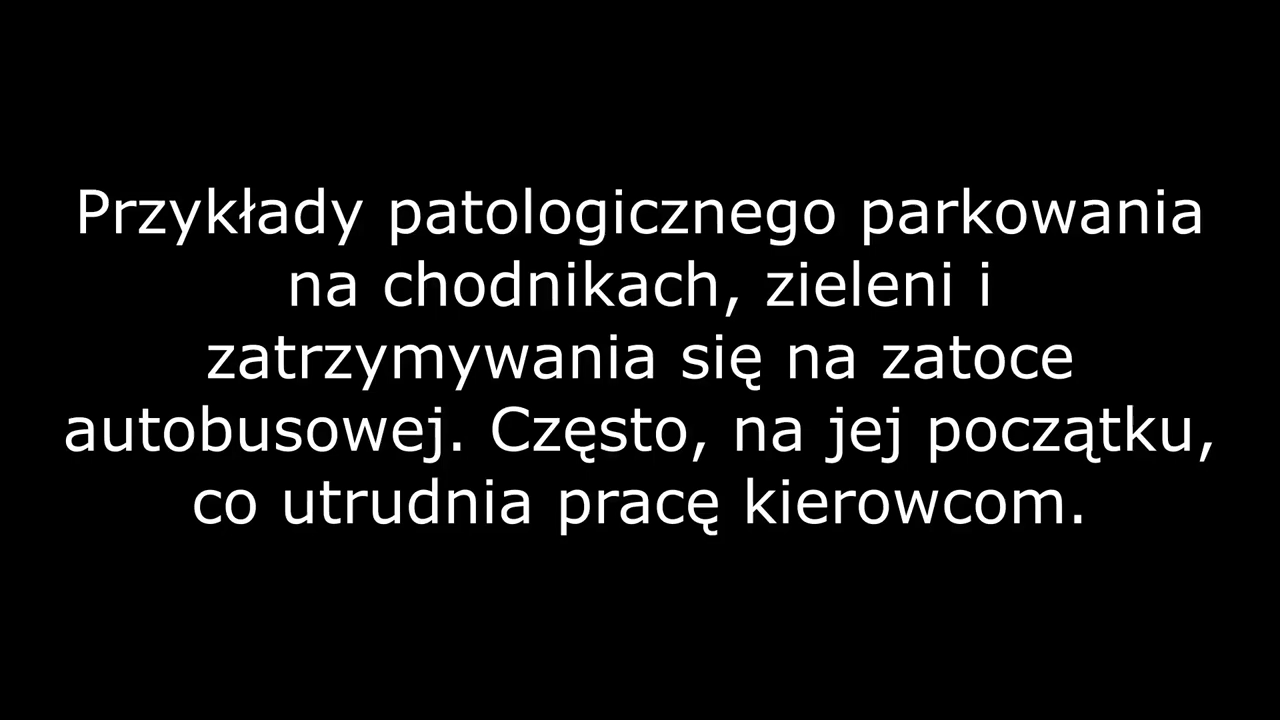 Przykłady patologicznego parkowania
na chodnikach, zieleni i
zatrzymywania się na zatoce
autobusowej. Często, na jej początku,
co utrudnia pracę kierowcom.